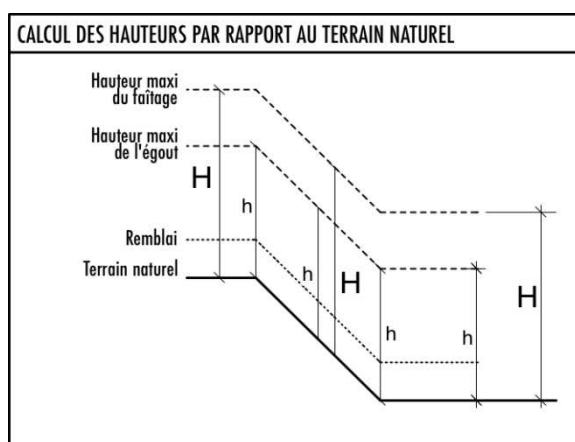 CALCUL DES HAUTEURS PAR RAPPORT AU TERRAIN NATUREL
Hauteur maxi
du faîtage
Hauteur maxi
de l'égout
H
h
Remblai
Terrain naturel
h
H
h
h
H